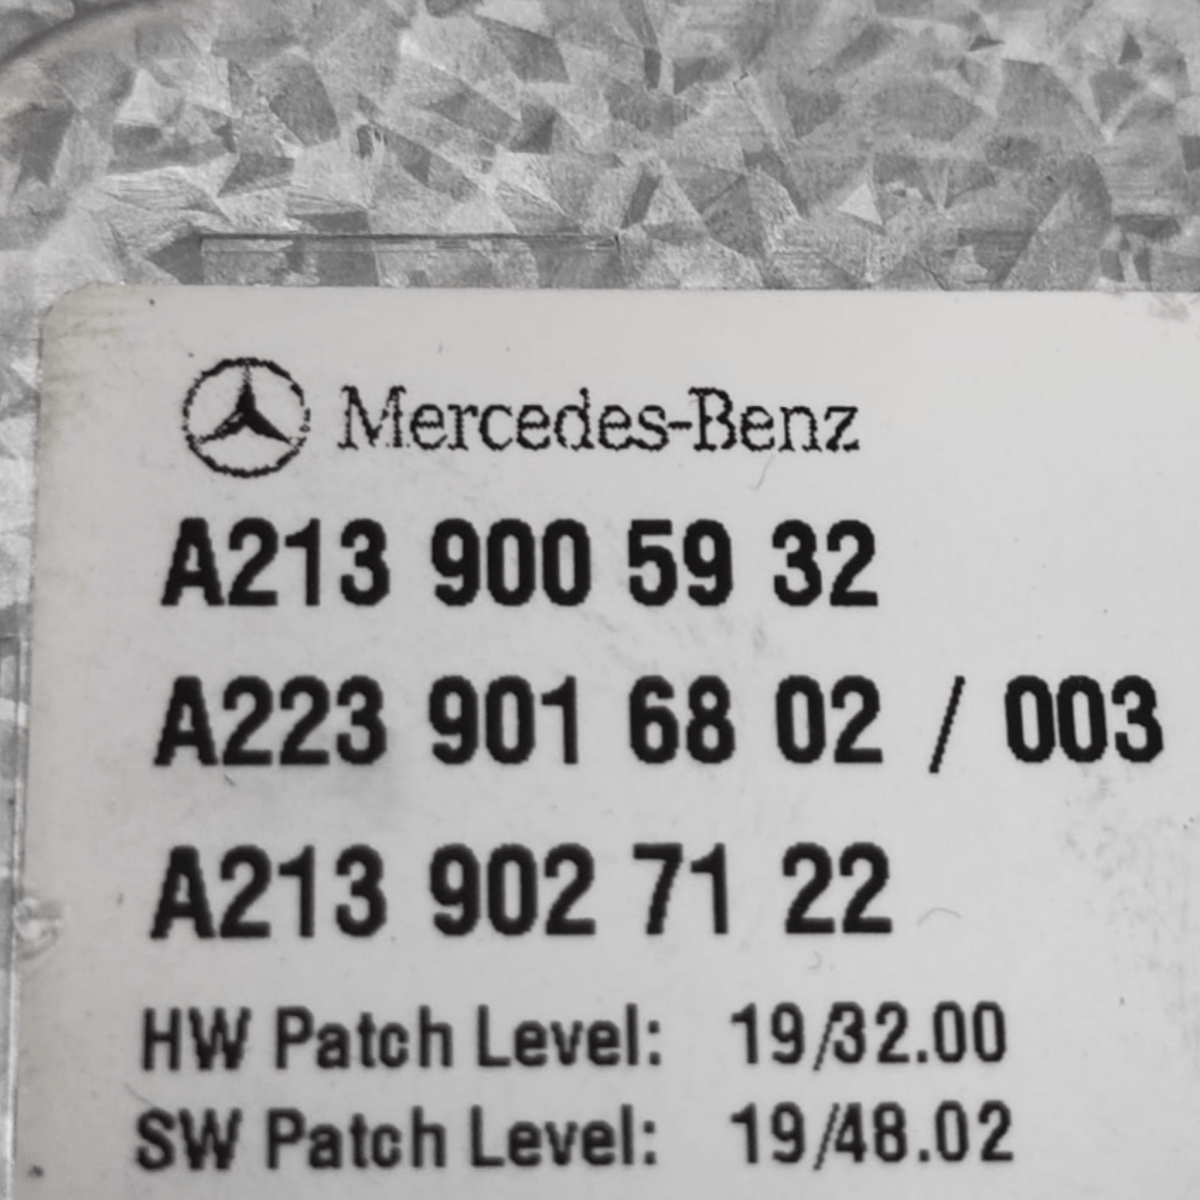 Mercedes-Benz
A213 900 59 32
A223 901 68 02 / 003
A213 902 71 22
HW Patch Level: 19/32.00
SW Patch Level: 19/48.02